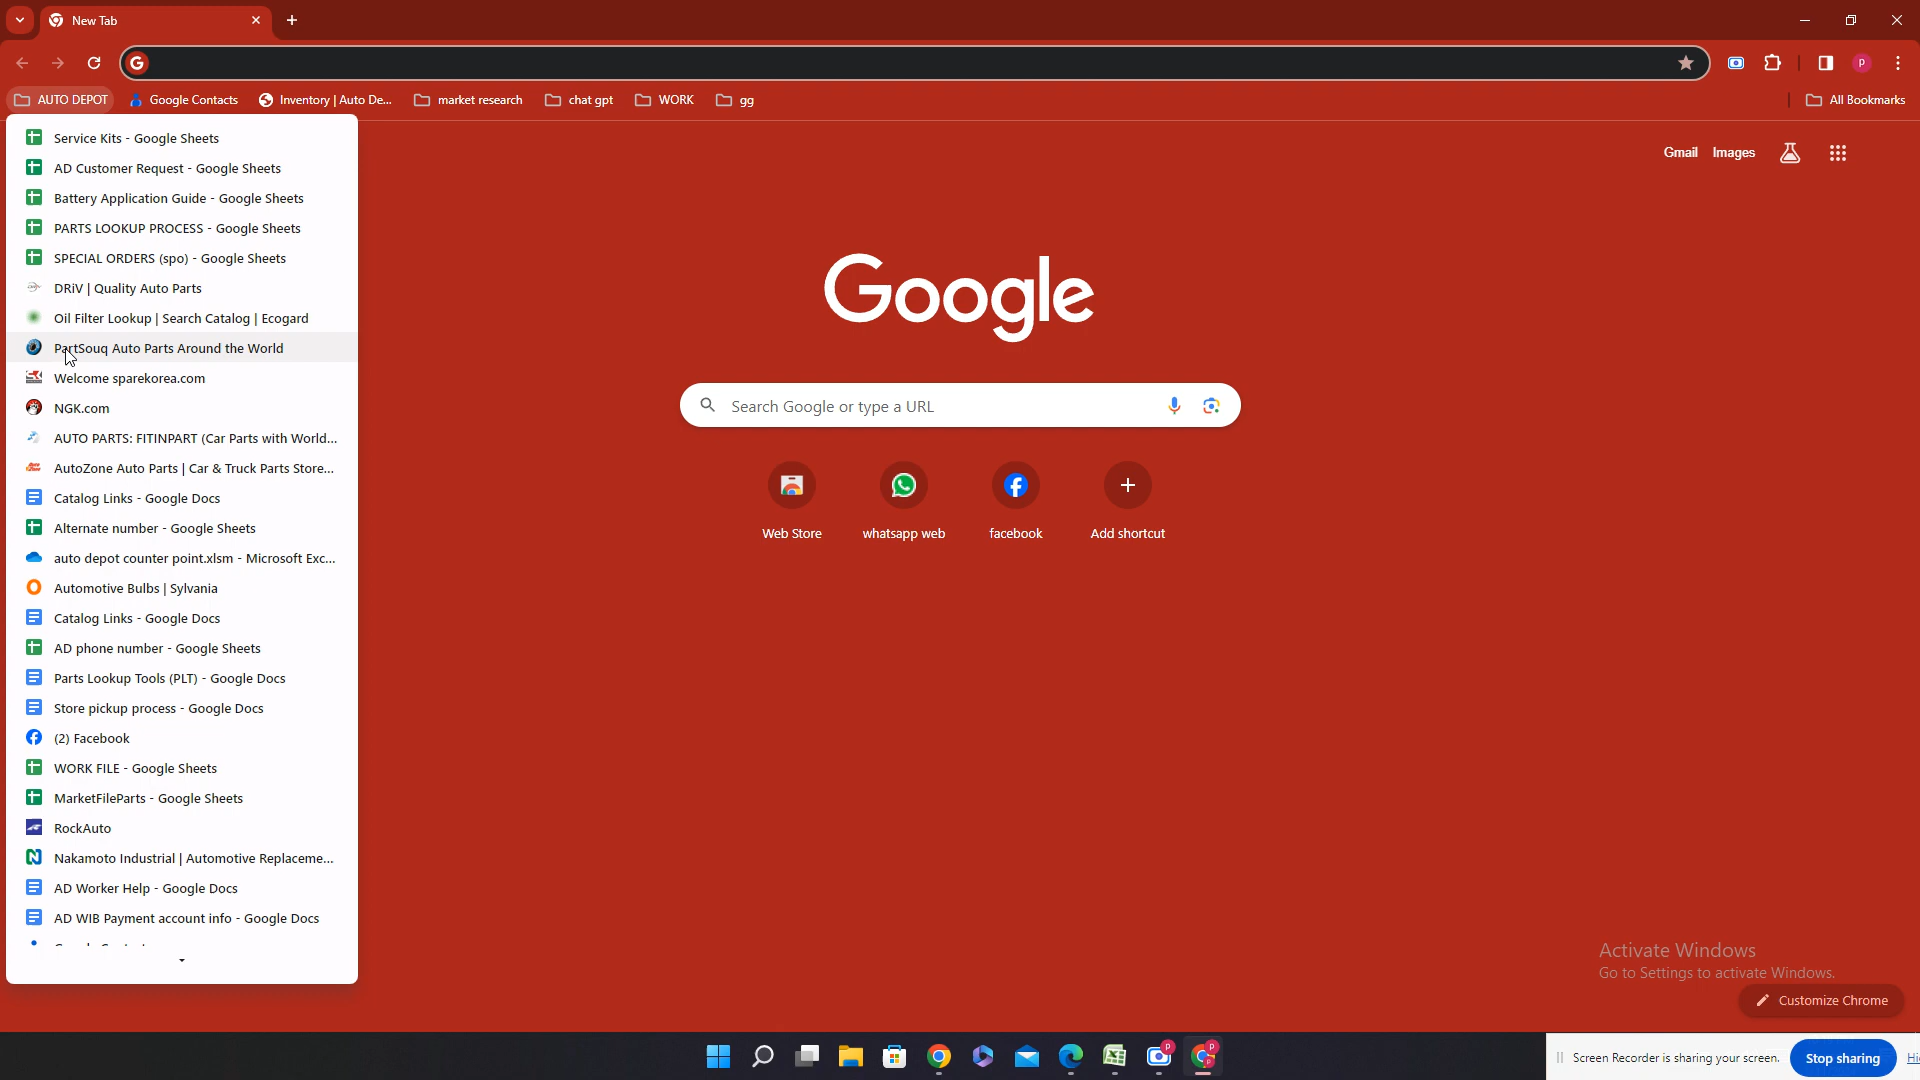 New Tab
AUTO DEPOT
Google Contacts
Inventory | Auto De...
market research
chat gpt
WORK
gg
All Bookmarks
Service Kits - Google Sheets
AD Customer Request - Google Sheets
Battery Application Guide - Google Sheets
PARTS LOOKUP PROCESS - Google Sheets
SPECIAL ORDERS (spo) - Google Sheets
DRiV | Quality Auto Parts
Oil Filter Lookup | Search Catalog | Ecogard
PartSouq Auto Parts Around the World
Welcome sparekorea.com
NGK.com
AUTO PARTS: FITINPART (Car Parts with World...
AutoZone Auto Parts | Car & Truck Parts Store...
Catalog Links - Google Docs
Alternate number - Google Sheets
auto depot counter point.xlsm - Microsoft Exc...
Automotive Bulbs | Sylvania
Catalog Links - Google Docs
AD phone number - Google Sheets
Parts Lookup Tools (PLT) - Google Docs
Store pickup process - Google Docs
(2) Facebook
WORK FILE - Google Sheets
MarketFileParts - Google Sheets
RockAuto
Nakamoto Industrial | Automotive Replaceme...
AD Worker Help - Google Docs
AD WIB Payment account info - Google Docs
Gmail
Images
Google
Search Google or type a URL
Web Store
whatsapp web
facebook
Add shortcut
Activate Windows
Go to Settings to activate Windows.
Customize Chrome
Screen Recorder is sharing your screen.
Stop sharing